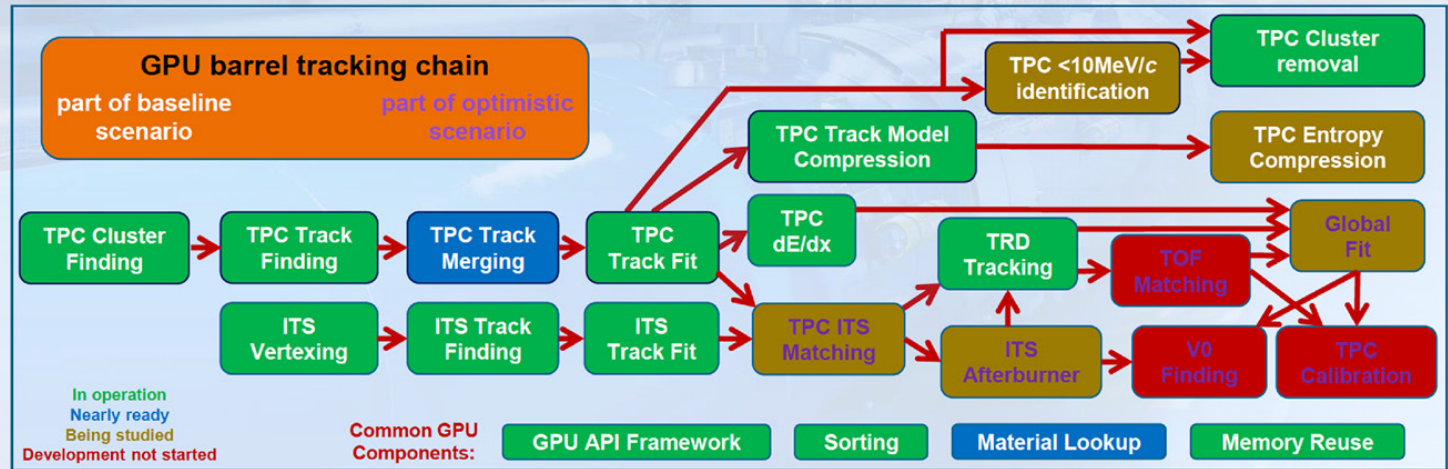 GPU barrel tracking chain
part of baseline
scenario
part of optimistic
scenario
TPC <10MeV/c
identification
TPC Cluster
removal
TPC Track Model
Compression
TPC Entropy
Compression
TPC Cluster
Finding
TPC Track
Finding
TPC Track
Merging
TPC
Track Fit
TPC
dE/dx
TRD
Tracking
TOF
Matching
Global
Fit
ITS
Vertexing
ITS Track
Finding
ITS
Track Fit
TPC ITS
Matching
ITS
Afterburner
V0
Finding
TPC
Calibration
In operation
Nearly ready
Being studied
Development not started
Common GPU
Components:
GPU API Framework
Sorting
Material Lookup
Memory Reuse